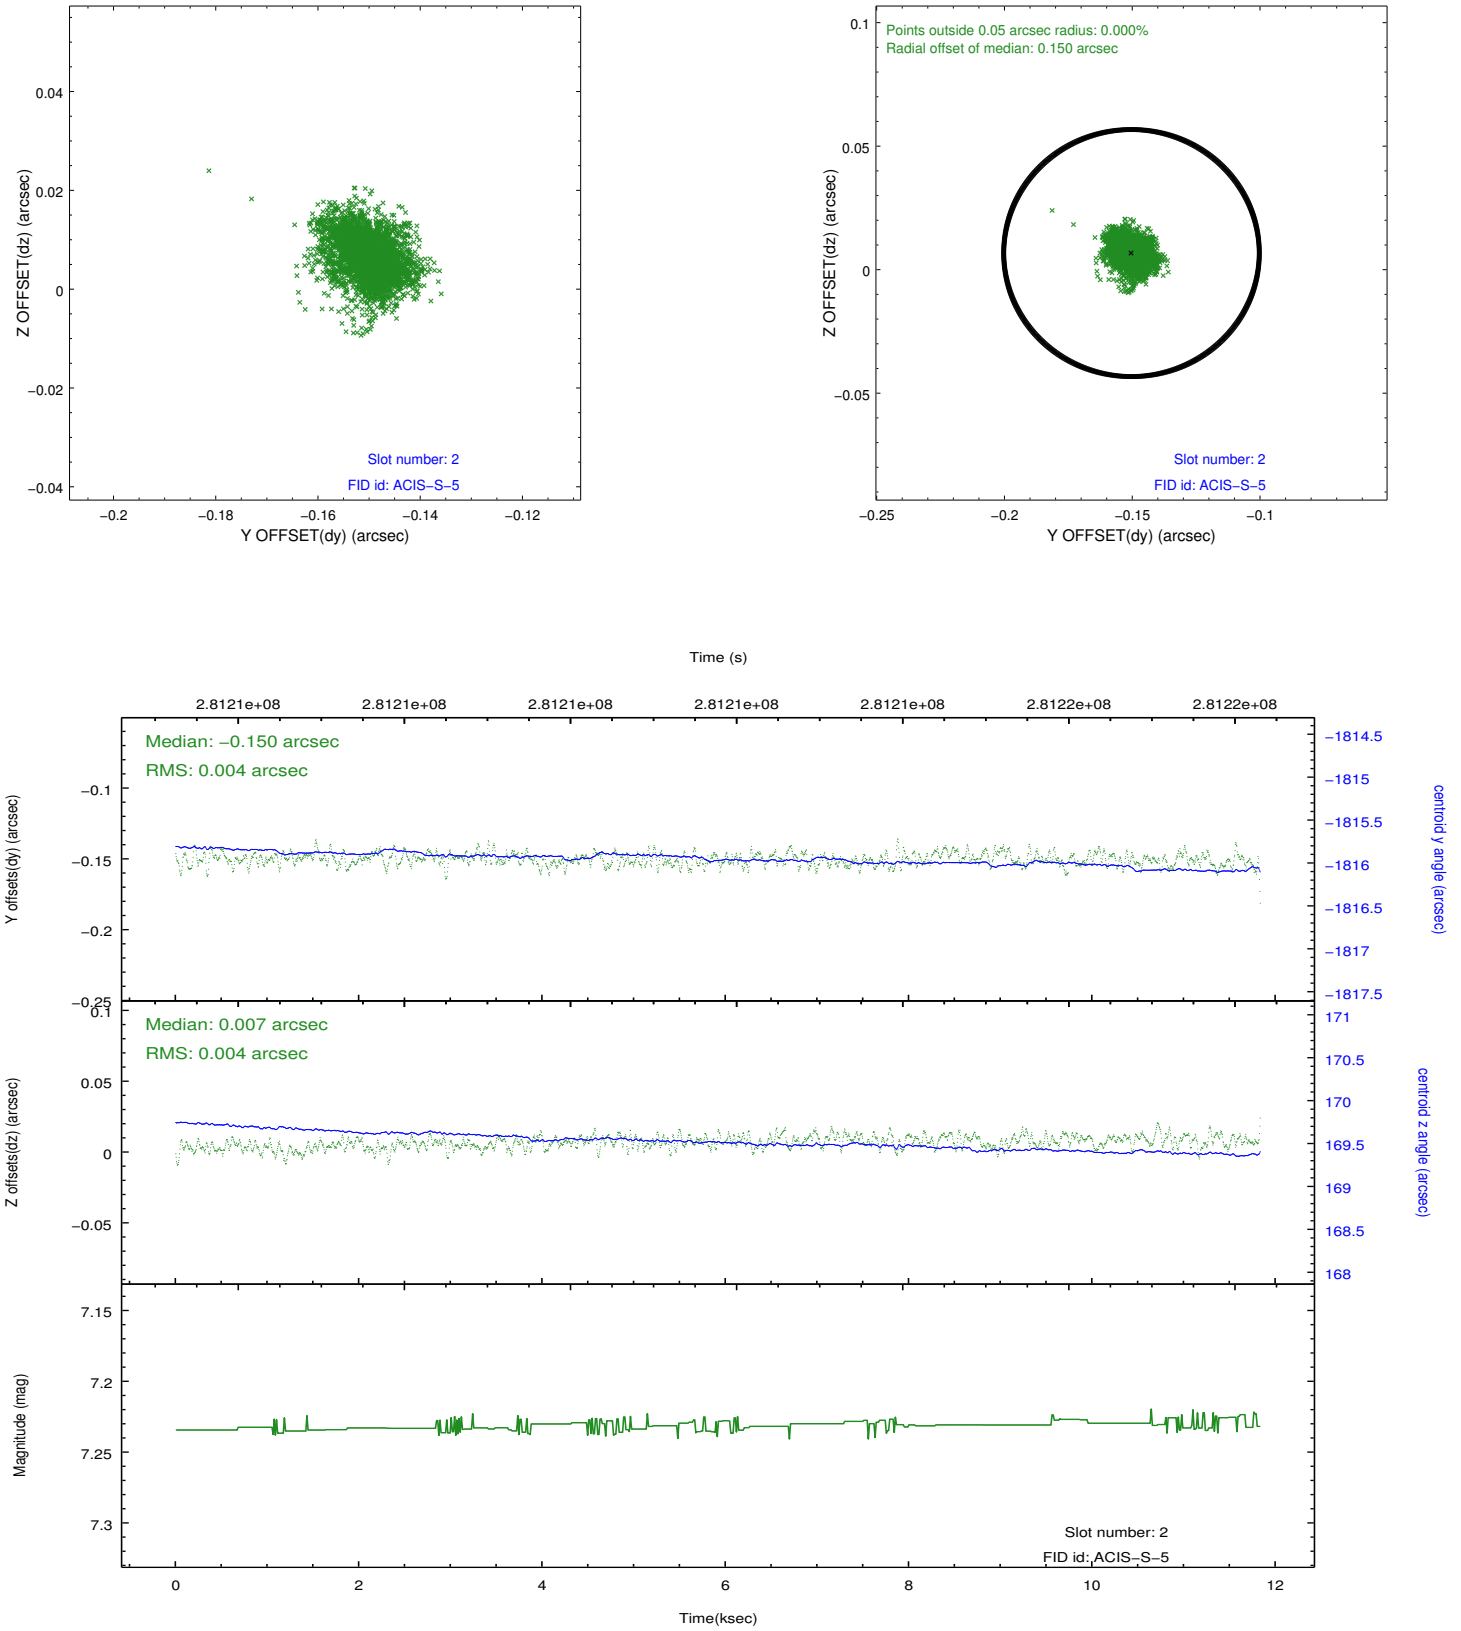 0.04
0.02
0
−0.02
−0.04
Z OFFSET(dz) (arcsec)
Slot number: 2
FID id: ACIS−S−5
−0.2
−0.18
−0.16
−0.14
−0.12
Y OFFSET(dy) (arcsec)
Points outside 0.05 arcsec radius: 0.000%
Radial offset of median: 0.150 arcsec
0.1
0.05
0
−0.05
Z OFFSET(dz) (arcsec)
Slot number: 2
FID id: ACIS−S−5
−0.25
−0.2
−0.15
−0.1
Y OFFSET(dy) (arcsec)
Time (s)
2.8121e+08
2.8121e+08
2.8121e+08
2.8121e+08
2.8121e+08
2.8122e+08
2.8122e+08
Median: −0.150 arcsec
RMS: 0.004 arcsec
−0.1
−0.15
−0.2
−0.25
Y offsets(dy) (arcsec)
−1814.5
−1815
−1815.5
−1816
−1816.5
−1817
−1817.5
centroid y angle (arcsec)
Median: 0.007 arcsec
RMS: 0.004 arcsec
0.1
0.05
0
−0.05
Z offsets(dz) (arcsec)
171
170.5
170
169.5
169
168.5
168
centroid z angle (arcsec)
7.15
7.2
7.25
7.3
Magnitude (mag)
Slot number: 2
FID id: ACIS−S−5
0
2
4
6
8
10
12
Time(ksec)